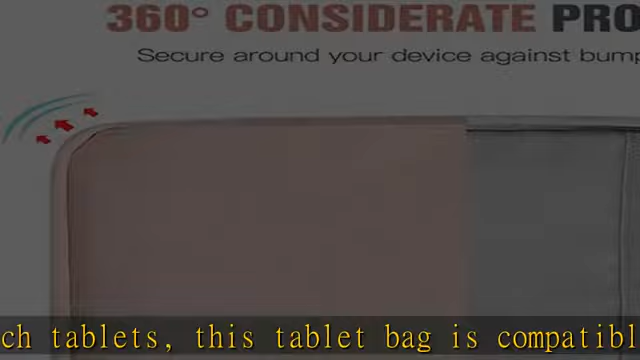 360° CONSIDERATE PRO
Secure around your device against bump
ch tablets, this tablet bag is compatibl